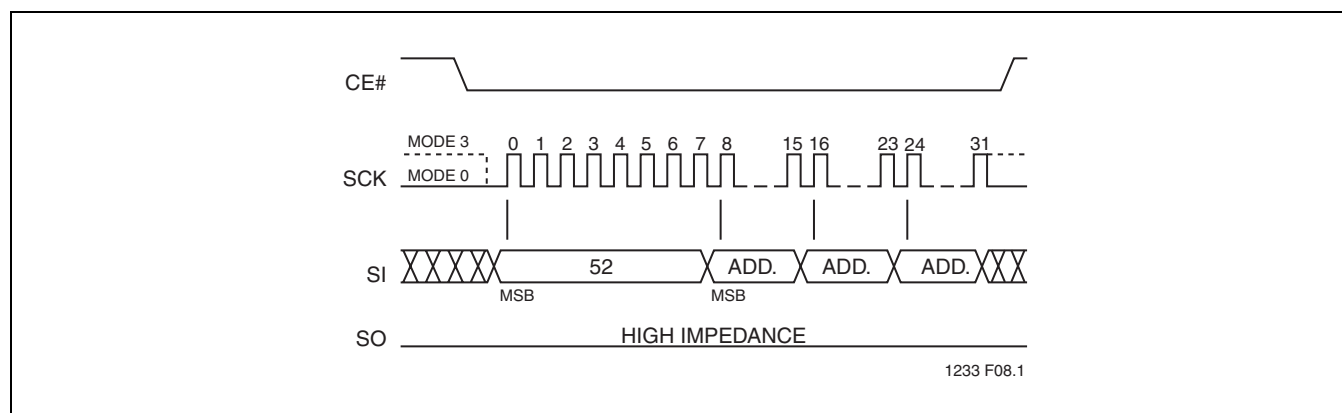 CE#
MODE 3
0 1 2 3 4 5 6 7 8 15 16 23 24 31
SCK
MODE 0
SI
52
ADD.
ADD.
ADD.
MSB
MSB
SO
HIGH IMPEDANCE
1233 F08.1